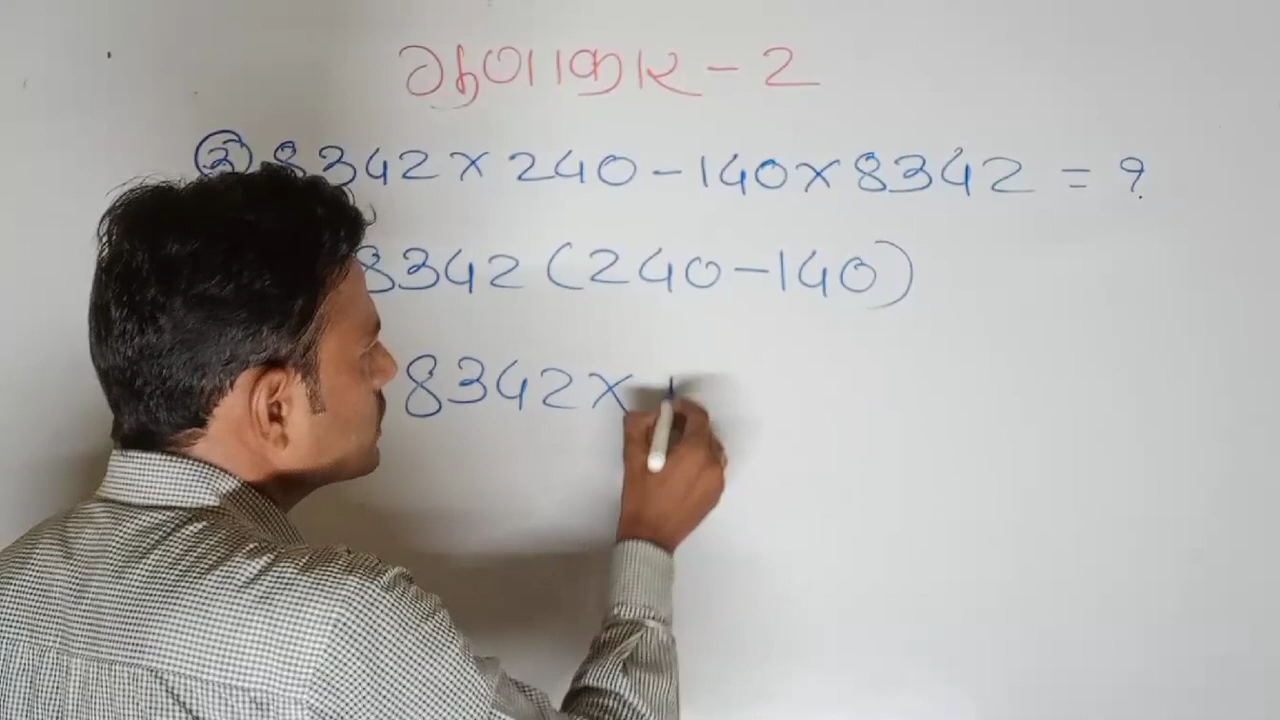 ગુણાકાર - 2
8342 × 240 - 140 × 8342 = ?
8342 (240 - 140)
8342 ×